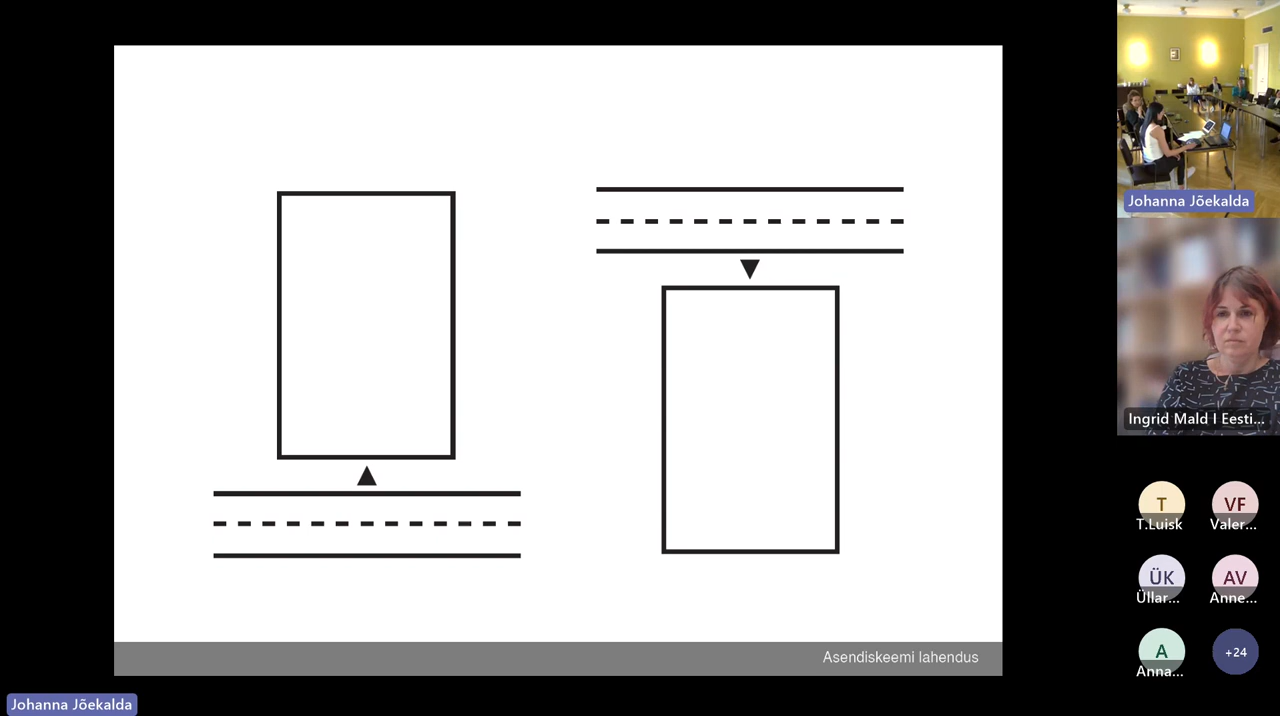 Asendiskeemi lahendus
Johanna Jõekalda
Johanna Jõekalda
Ingrid Mald I Eesti...
T
T.Luisk
VF
Valer...
ÜK
Üllar...
AV
Anne...
A
Anna...
+24